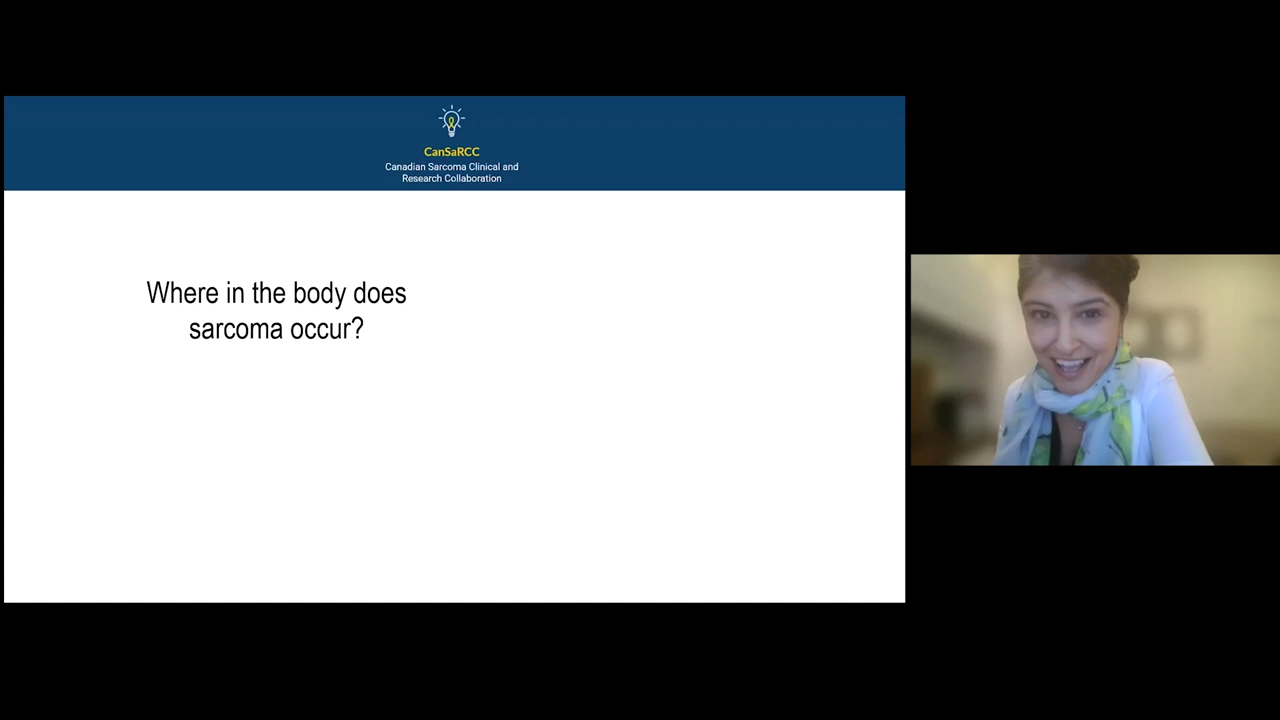 CanSaRCC
Canadian Sarcoma Clinical and
Research Collaboration
Where in the body does
sarcoma occur?